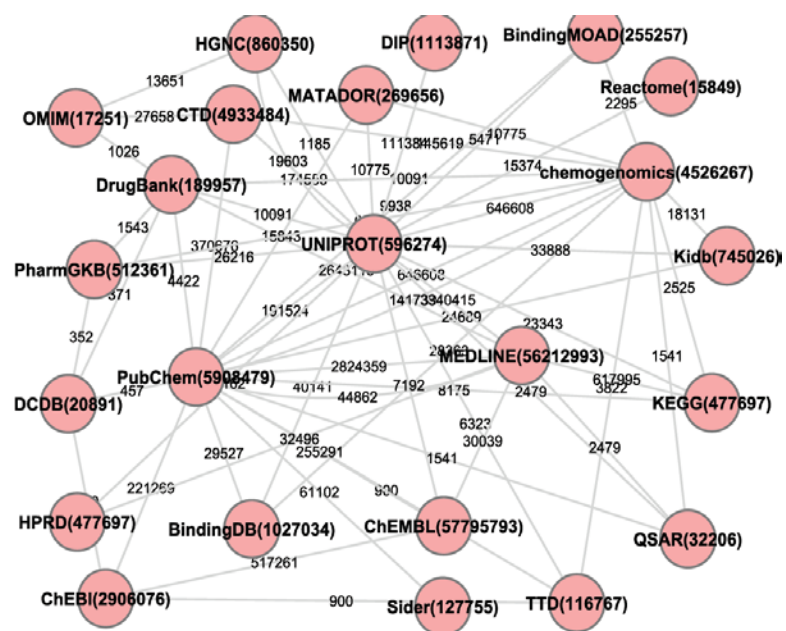 HGNC(860350)
DIP(1113871)
BindingMOAD(255257)
13651
MATADOR(269656)
Reactome(15849)
2295
OMIM(17251)
27658
CTD(4933484)
1185
145619
5471
10775
1026
19603
10775
10091
15374
chemogenomics(4526267)
DrugBank(189957)
9938
646608
18131
1543
10091
UNIPROT(596274)
33888
Kidb(745026)
PharmGKB(512361)
26216
4422
371
2525
191524
24689
23343
352
2824359
MEDLINE(56212993)
1541
PubChem(5908479)
617995
DCDB(20891)
457
40141
44862
7192
8175
2479
3822
KEGG(477697)
6323
29527
32496
255291
30039
1541
2479
221269
61102
900
HPRD(477697)
BindingDB(1027034)
ChEMBL(57795793)
QSAR(32206)
517261
ChEBI(2906076)
900
Sider(127755)
TTD(116767)